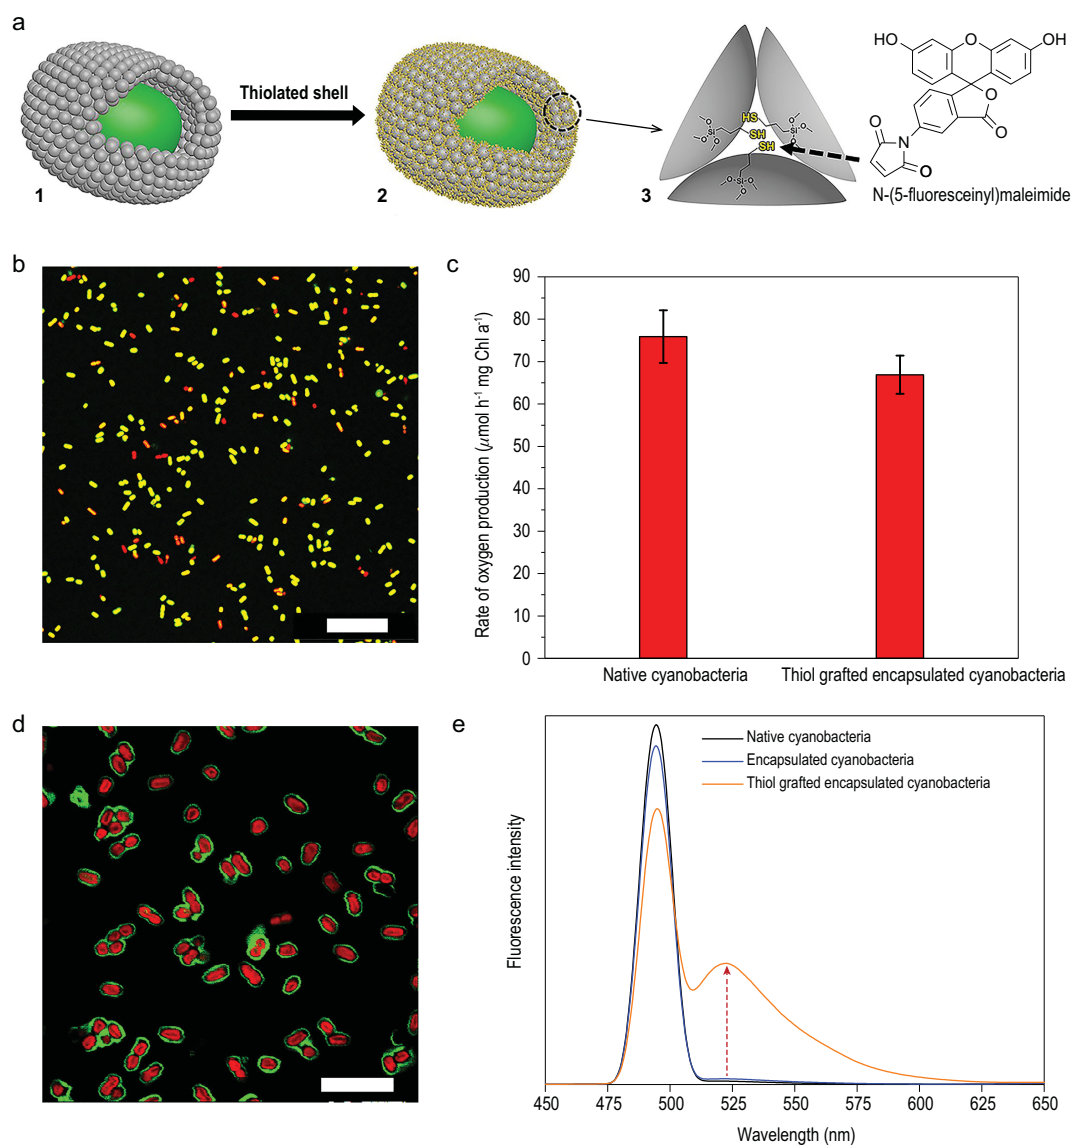 a
Thiolated shell
1
2
3
HS
SH
SH
Si
O
O
O
Si
O
O
O
Si
O
O
O
HO
O
OH
O
O
O
N
O
N-(5-fluoresceinyl)maleimide
b
c
Rate of oxygen production (μmol h⁻¹ mg Chl a⁻¹)
90
80
70
60
50
40
30
20
10
0
Native cyanobacteria
Thiol grafted encapsulated cyanobacteria
d
e
Fluorescence intensity
Native cyanobacteria
Encapsulated cyanobacteria
Thiol grafted encapsulated cyanobacteria
450
475
500
525
550
575
600
625
650
Wavelength (nm)